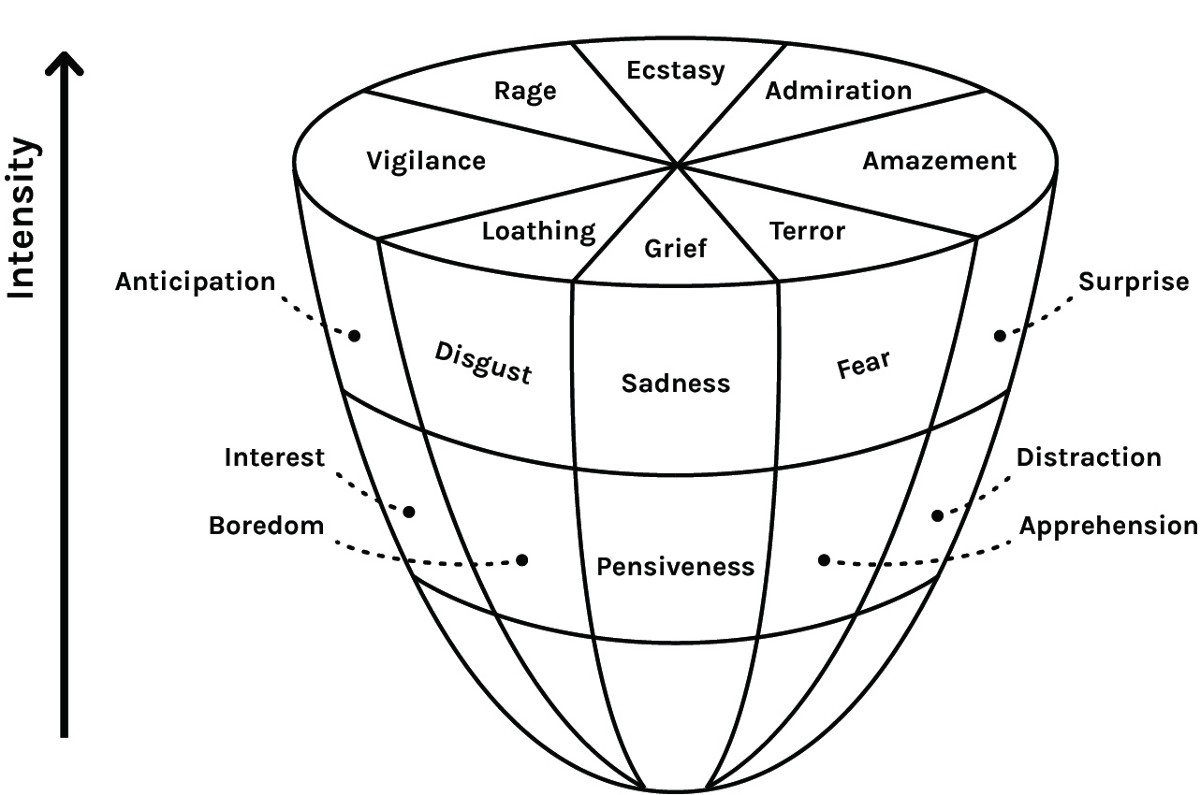 Intensity
Ecstasy
Rage
Admiration
Vigilance
Amazement
Loathing
Grief
Terror
Anticipation
Surprise
Disgust
Sadness
Fear
Interest
Distraction
Boredom
Apprehension
Pensiveness